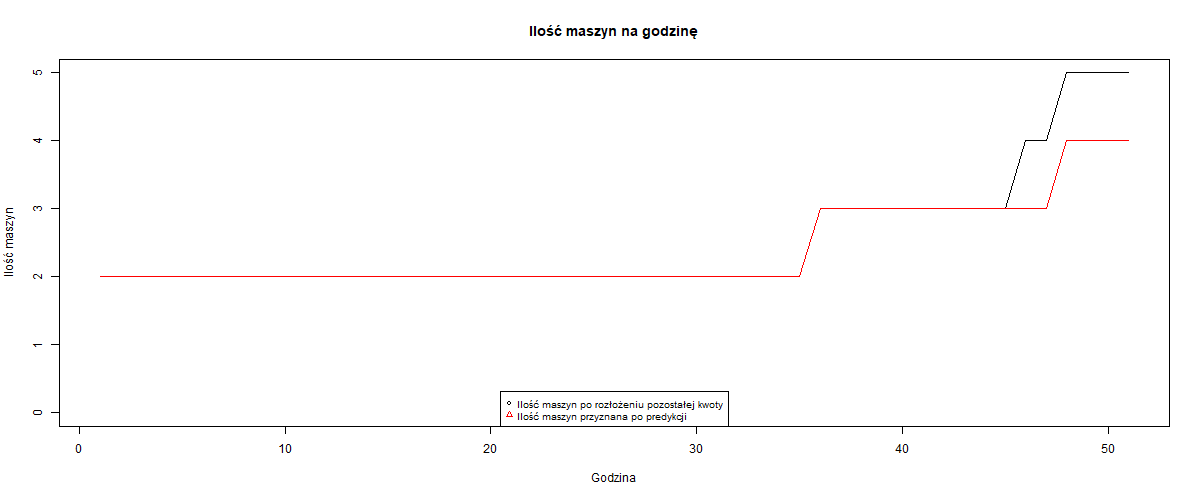 Ilość maszyn na godzinę
Ilość maszyn
5
4
3
2
1
0
Ilość maszyn po rozłożeniu pozostałej kwoty
Ilość maszyn przyznana po predykcji
0 10 20 30 40 50
Godzina